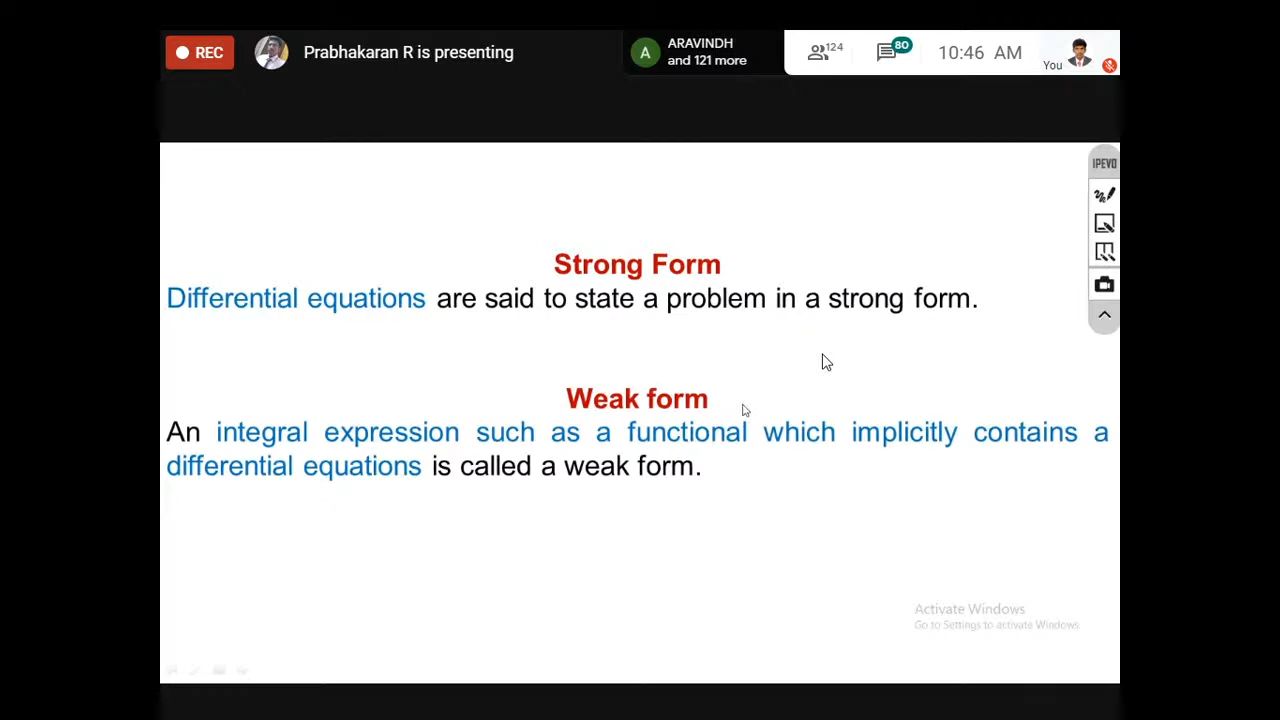 REC
Prabhakaran R is presenting
A
ARAVINDH
and 121 more
124
80
10:46 AM
You
IPEVO
Strong Form
Differential equations are said to state a problem in a strong form.
Weak form
An integral expression such as a functional which implicitly contains a
differential equations is called a weak form.
Activate Windows
Go to Settings to activate Windows.